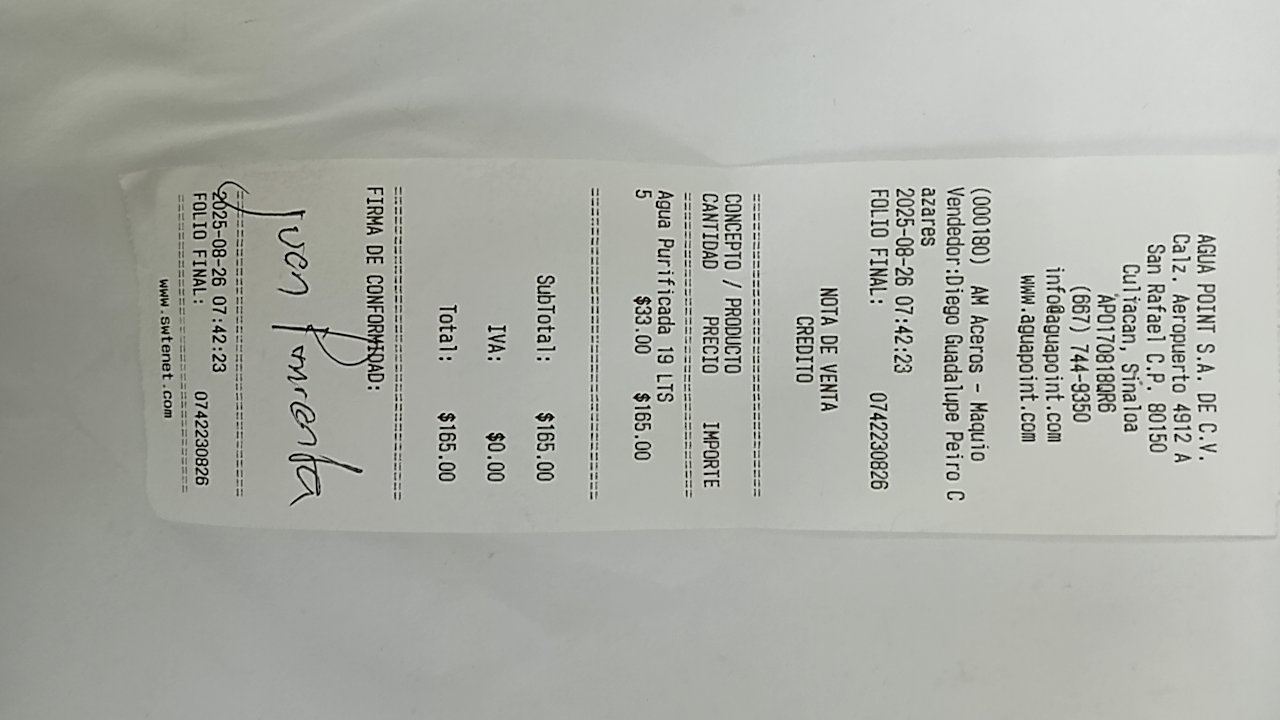 AGUA POINT S.A. DE C.V.
Calz. Aeropuerto 4912 A
San Rafael C.P. 80150
Culiacan, Sinaloa
APO170818QR6
(667) 744-9350
info@aguapoint.com
www.aguapoint.com
(000180) AM Aceros - Maquio
Vendedor:Diego Guadalupe Peiro C
azares
2025-08-26 07:42:23
FOLIO FINAL: 0742230826
NOTA DE VENTA
CREDITO
================================
CONCEPTO / PRODUCTO
CANTIDAD PRECIO IMPORTE
================================
Agua Purificada 19 LTS
5 $33.00 $165.00
================================
SubTotal: $165.00
IVA: $0.00
Total: $165.00
================================
FIRMA DE CONFORMIDAD:
Juan
================================
2025-08-26 07:42:23
FOLIO FINAL: 0742230826
================================
www.swtenet.com